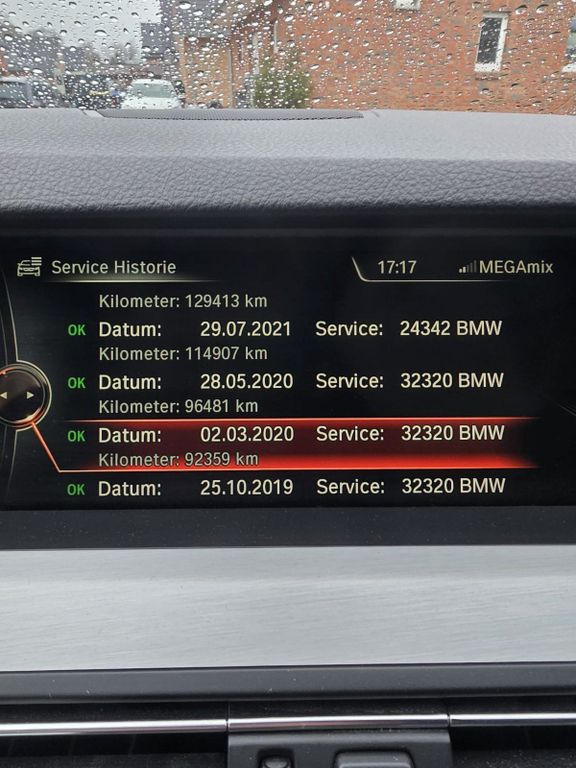 Service Historie 17:17 MEGAmix
Kilometer: 129413 km
OK Datum: 29.07.2021 Service: 24342 BMW
Kilometer: 114907 km
OK Datum: 28.05.2020 Service: 32320 BMW
Kilometer: 96481 km
OK Datum: 02.03.2020 Service: 32320 BMW
Kilometer: 92359 km
OK Datum: 25.10.2019 Service: 32320 BMW